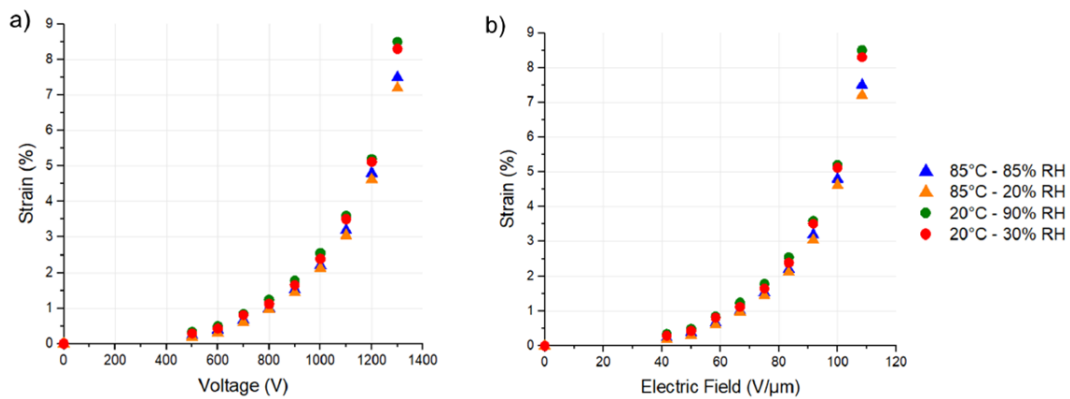 a)
9
8
7
6
5
4
3
2
1
0
Strain (%)
0 200 400 600 800 1000 1200 1400
Voltage (V)
b)
9
8
7
6
5
4
3
2
1
0
Strain (%)
0 20 40 60 80 100 120
Electric Field (V/µm)
85°C - 85% RH
85°C - 20% RH
20°C - 90% RH
20°C - 30% RH